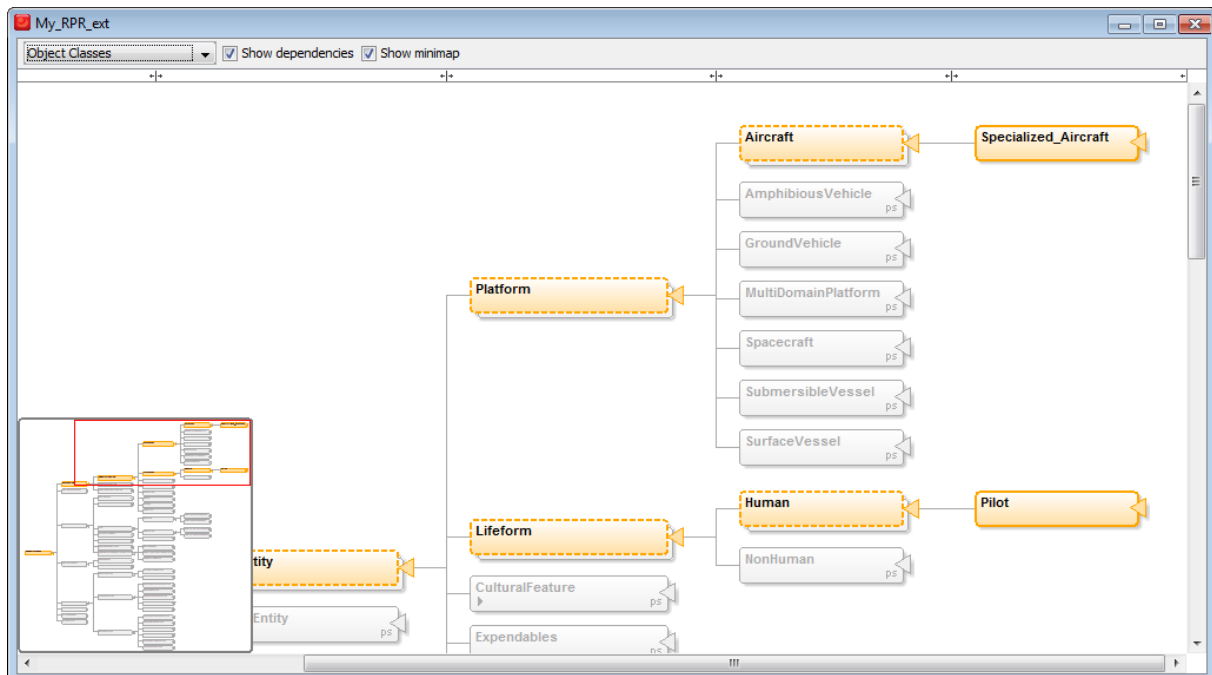 My_RPR_ext
Object Classes Show dependencies Show minimap
Aircraft Specialized_Aircraft
AmphibiousVehicle
ps
GroundVehicle
ps
Platform
MultiDomainPlatform
ps
Spacecraft
ps
SubmersibleVessel
ps
SurfaceVessel
ps
Human Pilot
Lifeform
NonHuman
ps
tity
CulturalFeature
ps
Entity
ps
Expendables
ps